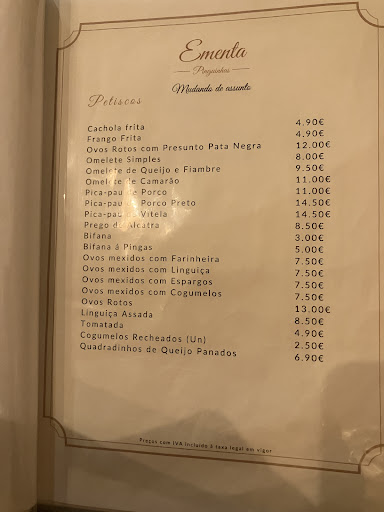 Ementa
Pinguinhas
Mudando de assunto
Petiscos
Cachola frita 4.90€
Frango Frita 4.90€
Ovos Rotos com Presunto Pata Negra 12.00€
Omelete Simples 8.00€
Omelete de Queijo e Fiambre 9.50€
Omelete de Camarão 11.00€
Pica-pau de Porco 11.00€
Pica-pau de Porco Preto 14.50€
Pica-pau de Vitela 14.50€
Prego de Alcatra 8.50€
Bifana 3.00€
Bifana á Pingas 5.00€
Ovos mexidos com Farinheira 7.50€
Ovos mexidos com Linguiça 7.50€
Ovos mexidos com Espargos 7.50€
Ovos mexidos com Cogumelos 7.50€
Ovos Rotos 13.00€
Linguiça Assada 8.50€
Tomatada 4.90€
Cogumelos Recheados (Un) 2.50€
Quadradinhos de Queijo Panados 6.90€
Preços com IVA incluído à taxa legal em vigor